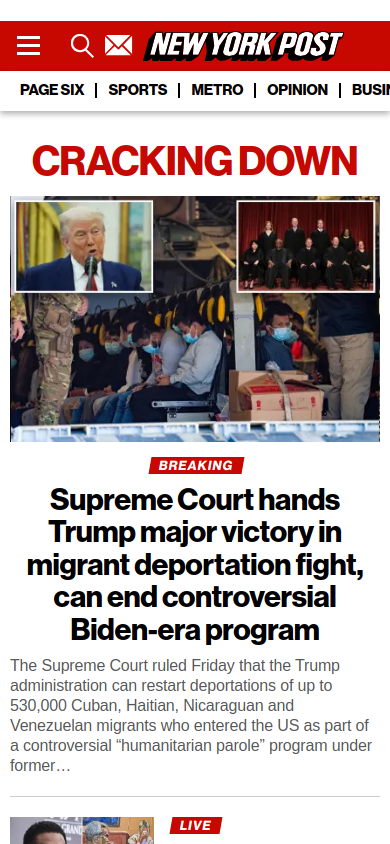 NEW YORK POST
PAGE SIX
SPORTS
METRO
OPINION
BUSIN
CRACKING DOWN
BREAKING
Supreme Court hands
Trump major victory in
migrant deportation fight,
can end controversial
Biden-era program
The Supreme Court ruled Friday that the Trump
administration can restart deportations of up to
530,000 Cuban, Haitian, Nicaraguan and
Venezuelan migrants who entered the US as part of
a controversial “humanitarian parole” program under
former…
LIVE